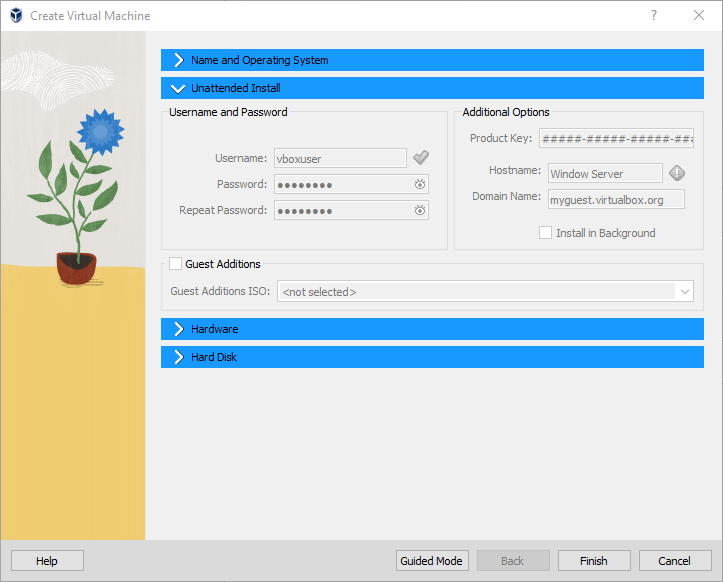 Create Virtual Machine
Name and Operating System
Unattended Install
Username and Password
Username: vboxuser
Password: ●●●●●●●●
Repeat Password: ●●●●●●●●
Additional Options
Product Key: #####-#####-#####-###
Hostname: Window Server
Domain Name: myguest.virtualbox.org
Install in Background
Guest Additions
Guest Additions ISO: <not selected>
Hardware
Hard Disk
Help
Guided Mode
Back
Finish
Cancel